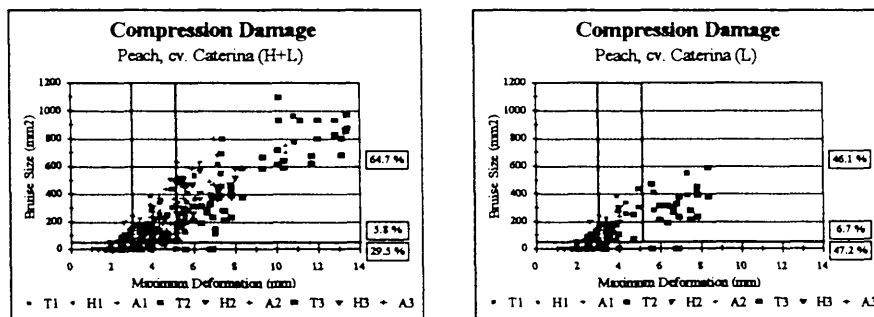 Compression Damage
Peach, cv. Caterina (H+L)
1200
1000
800
600
400
200
0
Bruise Size (mm2)
64.7 %
5.8 %
29.5 %
0 2 4 6 8 10 12 14
Maximum Deformation (mm)
T1 H1 A1 T2 H2 A2 T3 H3 A3
Compression Damage
Peach, cv. Caterina (L)
1200
1000
800
600
400
200
0
Bruise Size (mm2)
46.1 %
6.7 %
47.2 %
0 2 4 6 8 10 12 14
Maximum Deformation (mm)
T1 H1 A1 T2 H2 A2 T3 H3 A3